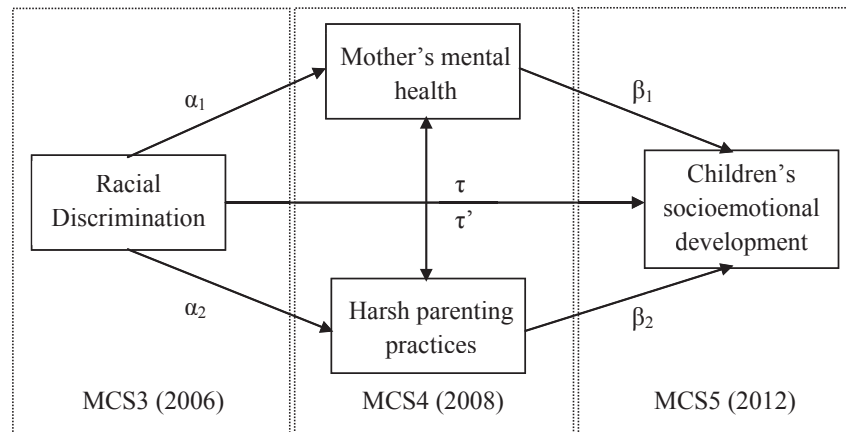 Mother’s mental
health
α1
β1
Racial
Discrimination
τ
τ’
Children’s
socioemotional
development
α2
Harsh parenting
practices
β2
MCS3 (2006)
MCS4 (2008)
MCS5 (2012)